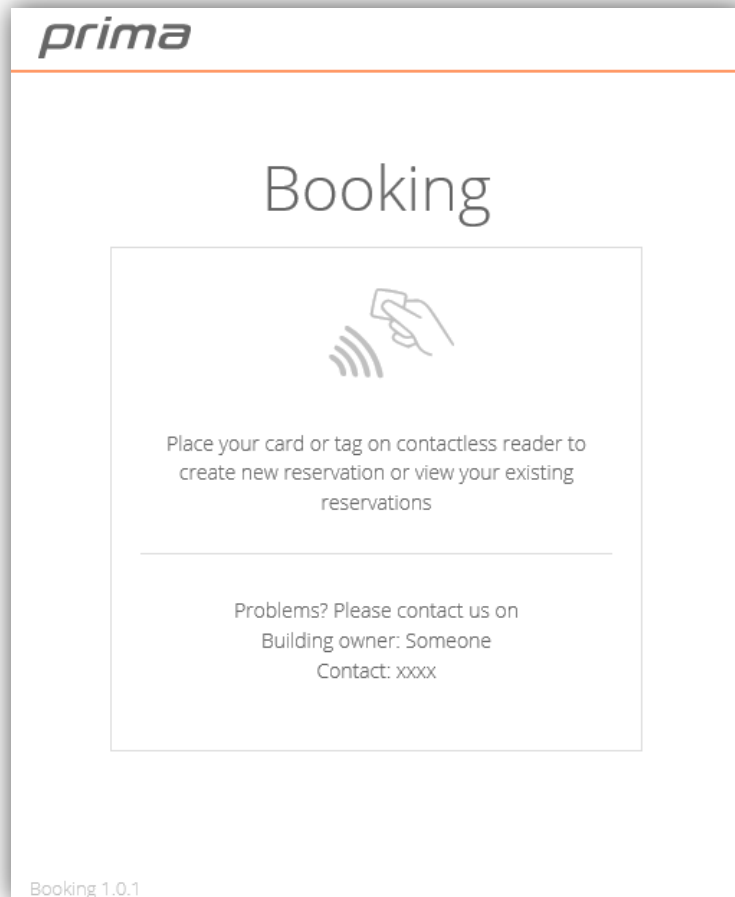 prima
Booking
Place your card or tag on contactless reader to
create new reservation or view your existing
reservations
Problems? Please contact us on
Building owner: Someone
Contact: xxxx
Booking 1.0.1